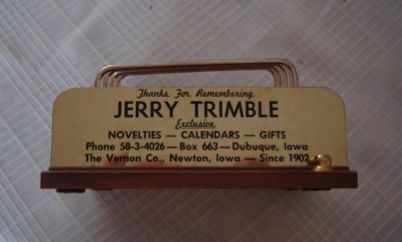 Thanks For Remembering
JERRY TRIMBLE
Exclusive
NOVELTIES — CALENDARS — GIFTS
Phone 58-3-4026 — Box 663 — Dubuque, Iowa
The Vernon Co., Newton, Iowa — Since 1902